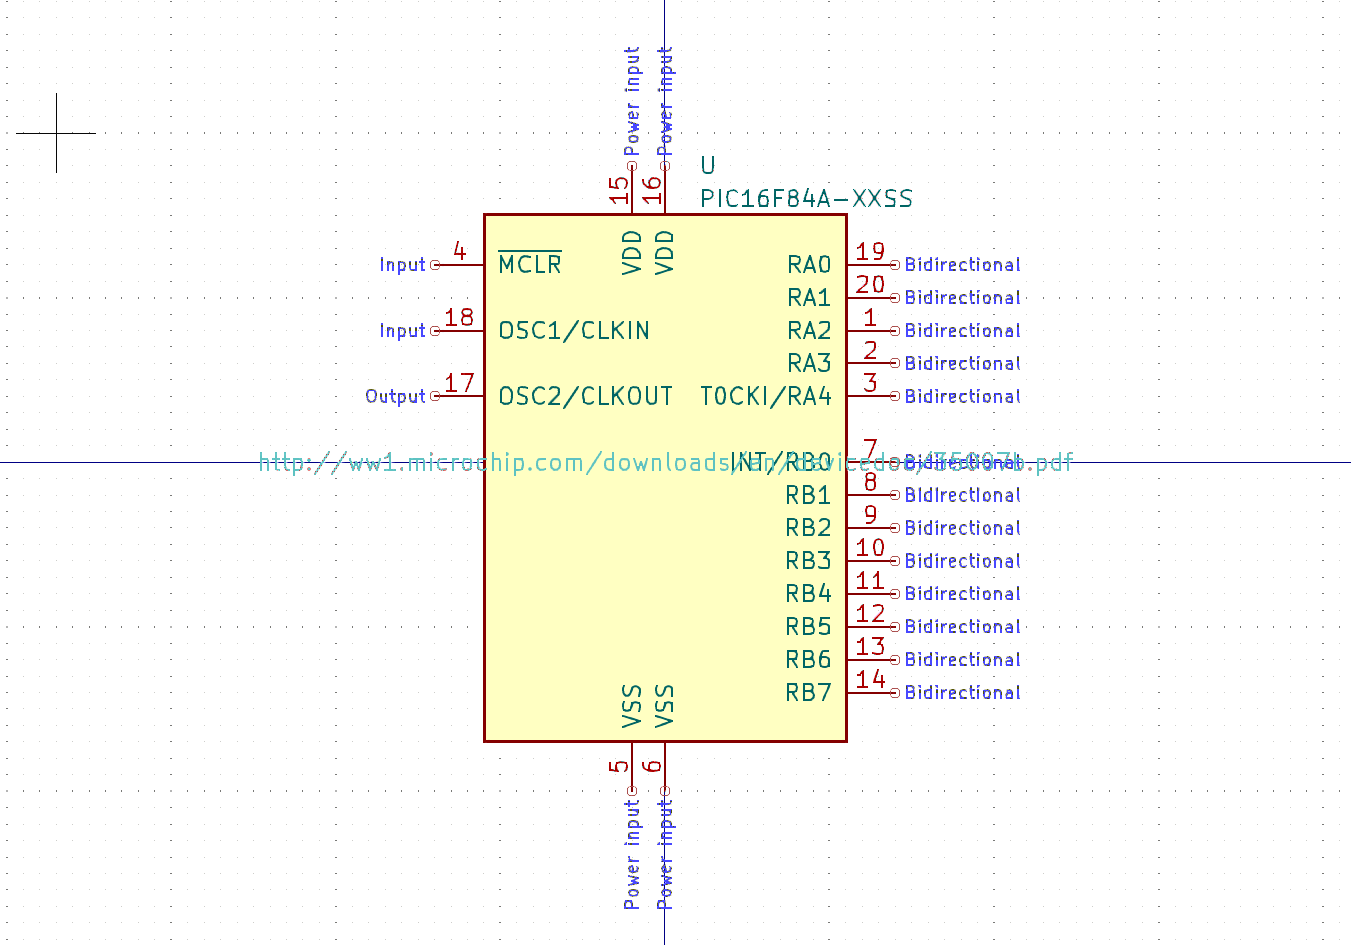 Power input
Power input
15
16
U
PIC16F84A-XXSS
VDD
VDD
Input 4 MCLR
RA0 19 Bidirectional
RA1 20 Bidirectional
Input 18 OSC1/CLKIN
RA2 1 Bidirectional
RA3 2 Bidirectional
Output 17 OSC2/CLKOUT
T0CKI/RA4 3 Bidirectional
http://ww1.microchip.com/downloads/en/devicedoc/35007b.pdf
INT/RB0 7 Bidirectional
RB1 8 Bidirectional
RB2 9 Bidirectional
RB3 10 Bidirectional
RB4 11 Bidirectional
RB5 12 Bidirectional
RB6 13 Bidirectional
RB7 14 Bidirectional
VSS
VSS
5
6
Power input
Power input